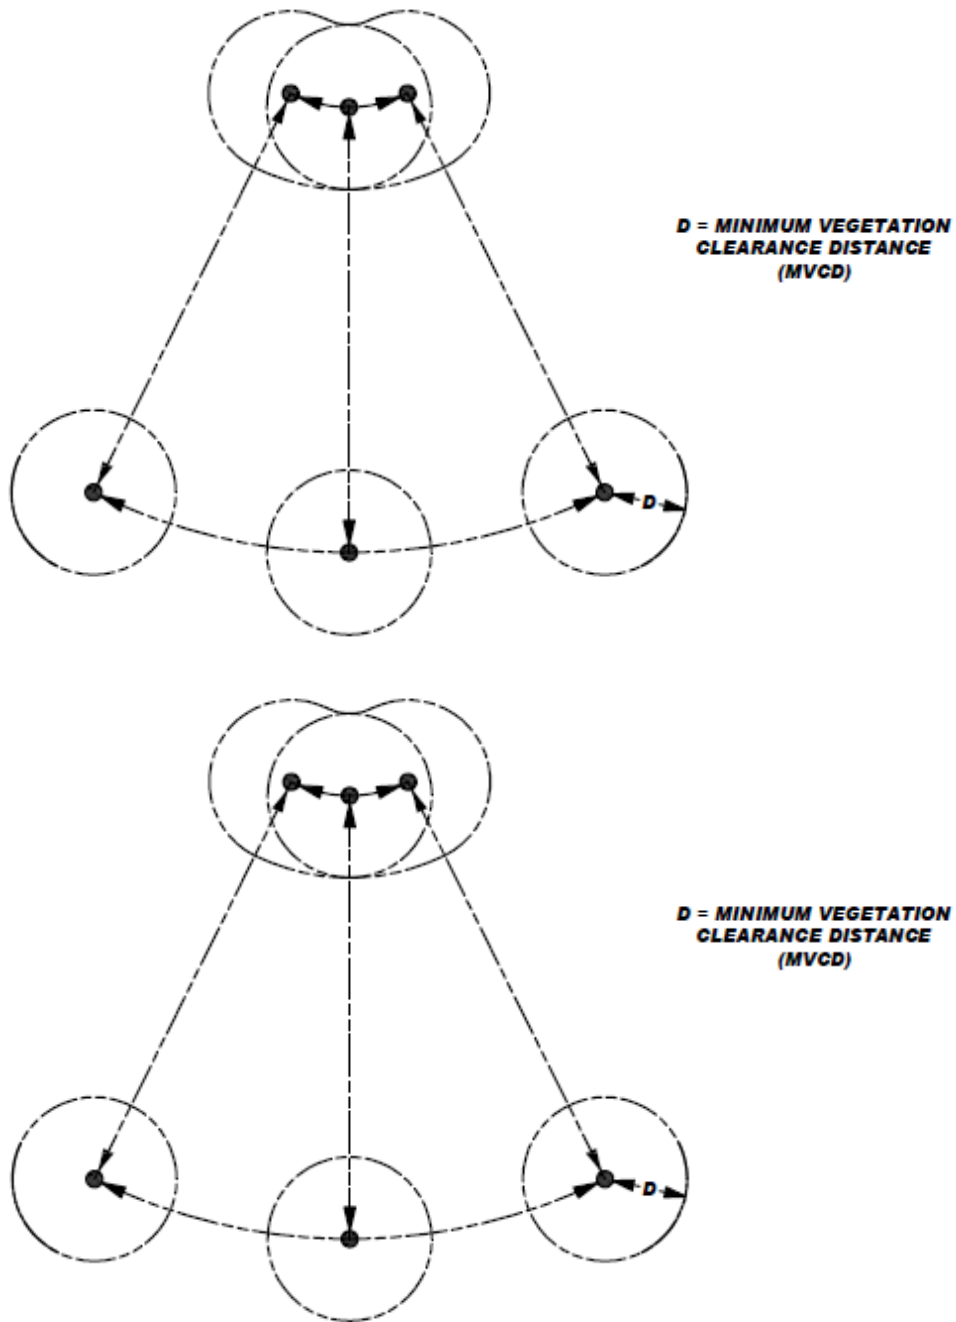 D = MINIMUM VEGETATION
CLEARANCE DISTANCE
(MVCD)
D
D = MINIMUM VEGETATION
CLEARANCE DISTANCE
(MVCD)
D